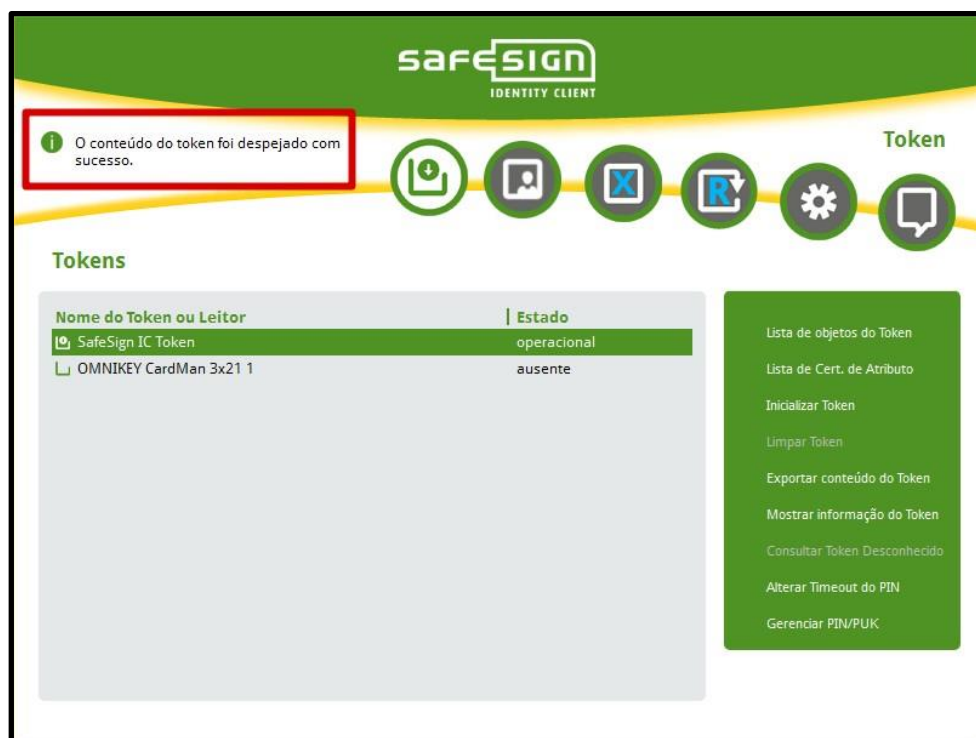 safesign
IDENTITY CLIENT
O conteúdo do token foi despejado com
sucesso.
Token
X
R
Tokens
Nome do Token ou Leitor
Estado
SafeSign IC Token
operacional
OMNIKEY CardMan 3x21 1
ausente
Lista de objetos do Token
Lista de Cert. de Atributo
Inicializar Token
Limpar Token
Exportar conteúdo do Token
Mostrar informação do Token
Consultar Token Desconhecido
Alterar Timeout do PIN
Gerenciar PIN/PUK